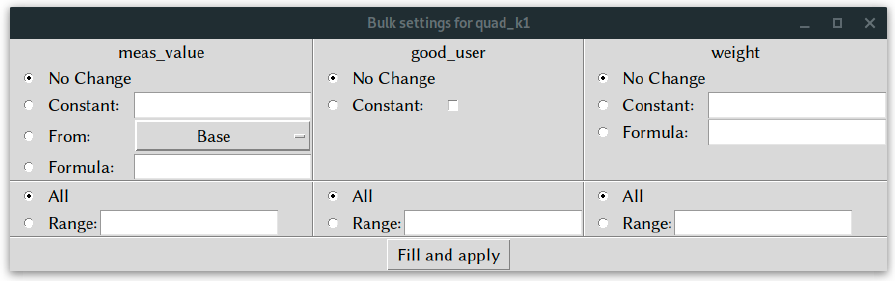 Bulk settings for quad_k1
meas_value good_user weight
No Change No Change No Change
Constant: Constant: Constant:
From: Base Formula:
Formula:
All All All
Range: Range: Range:
Fill and apply